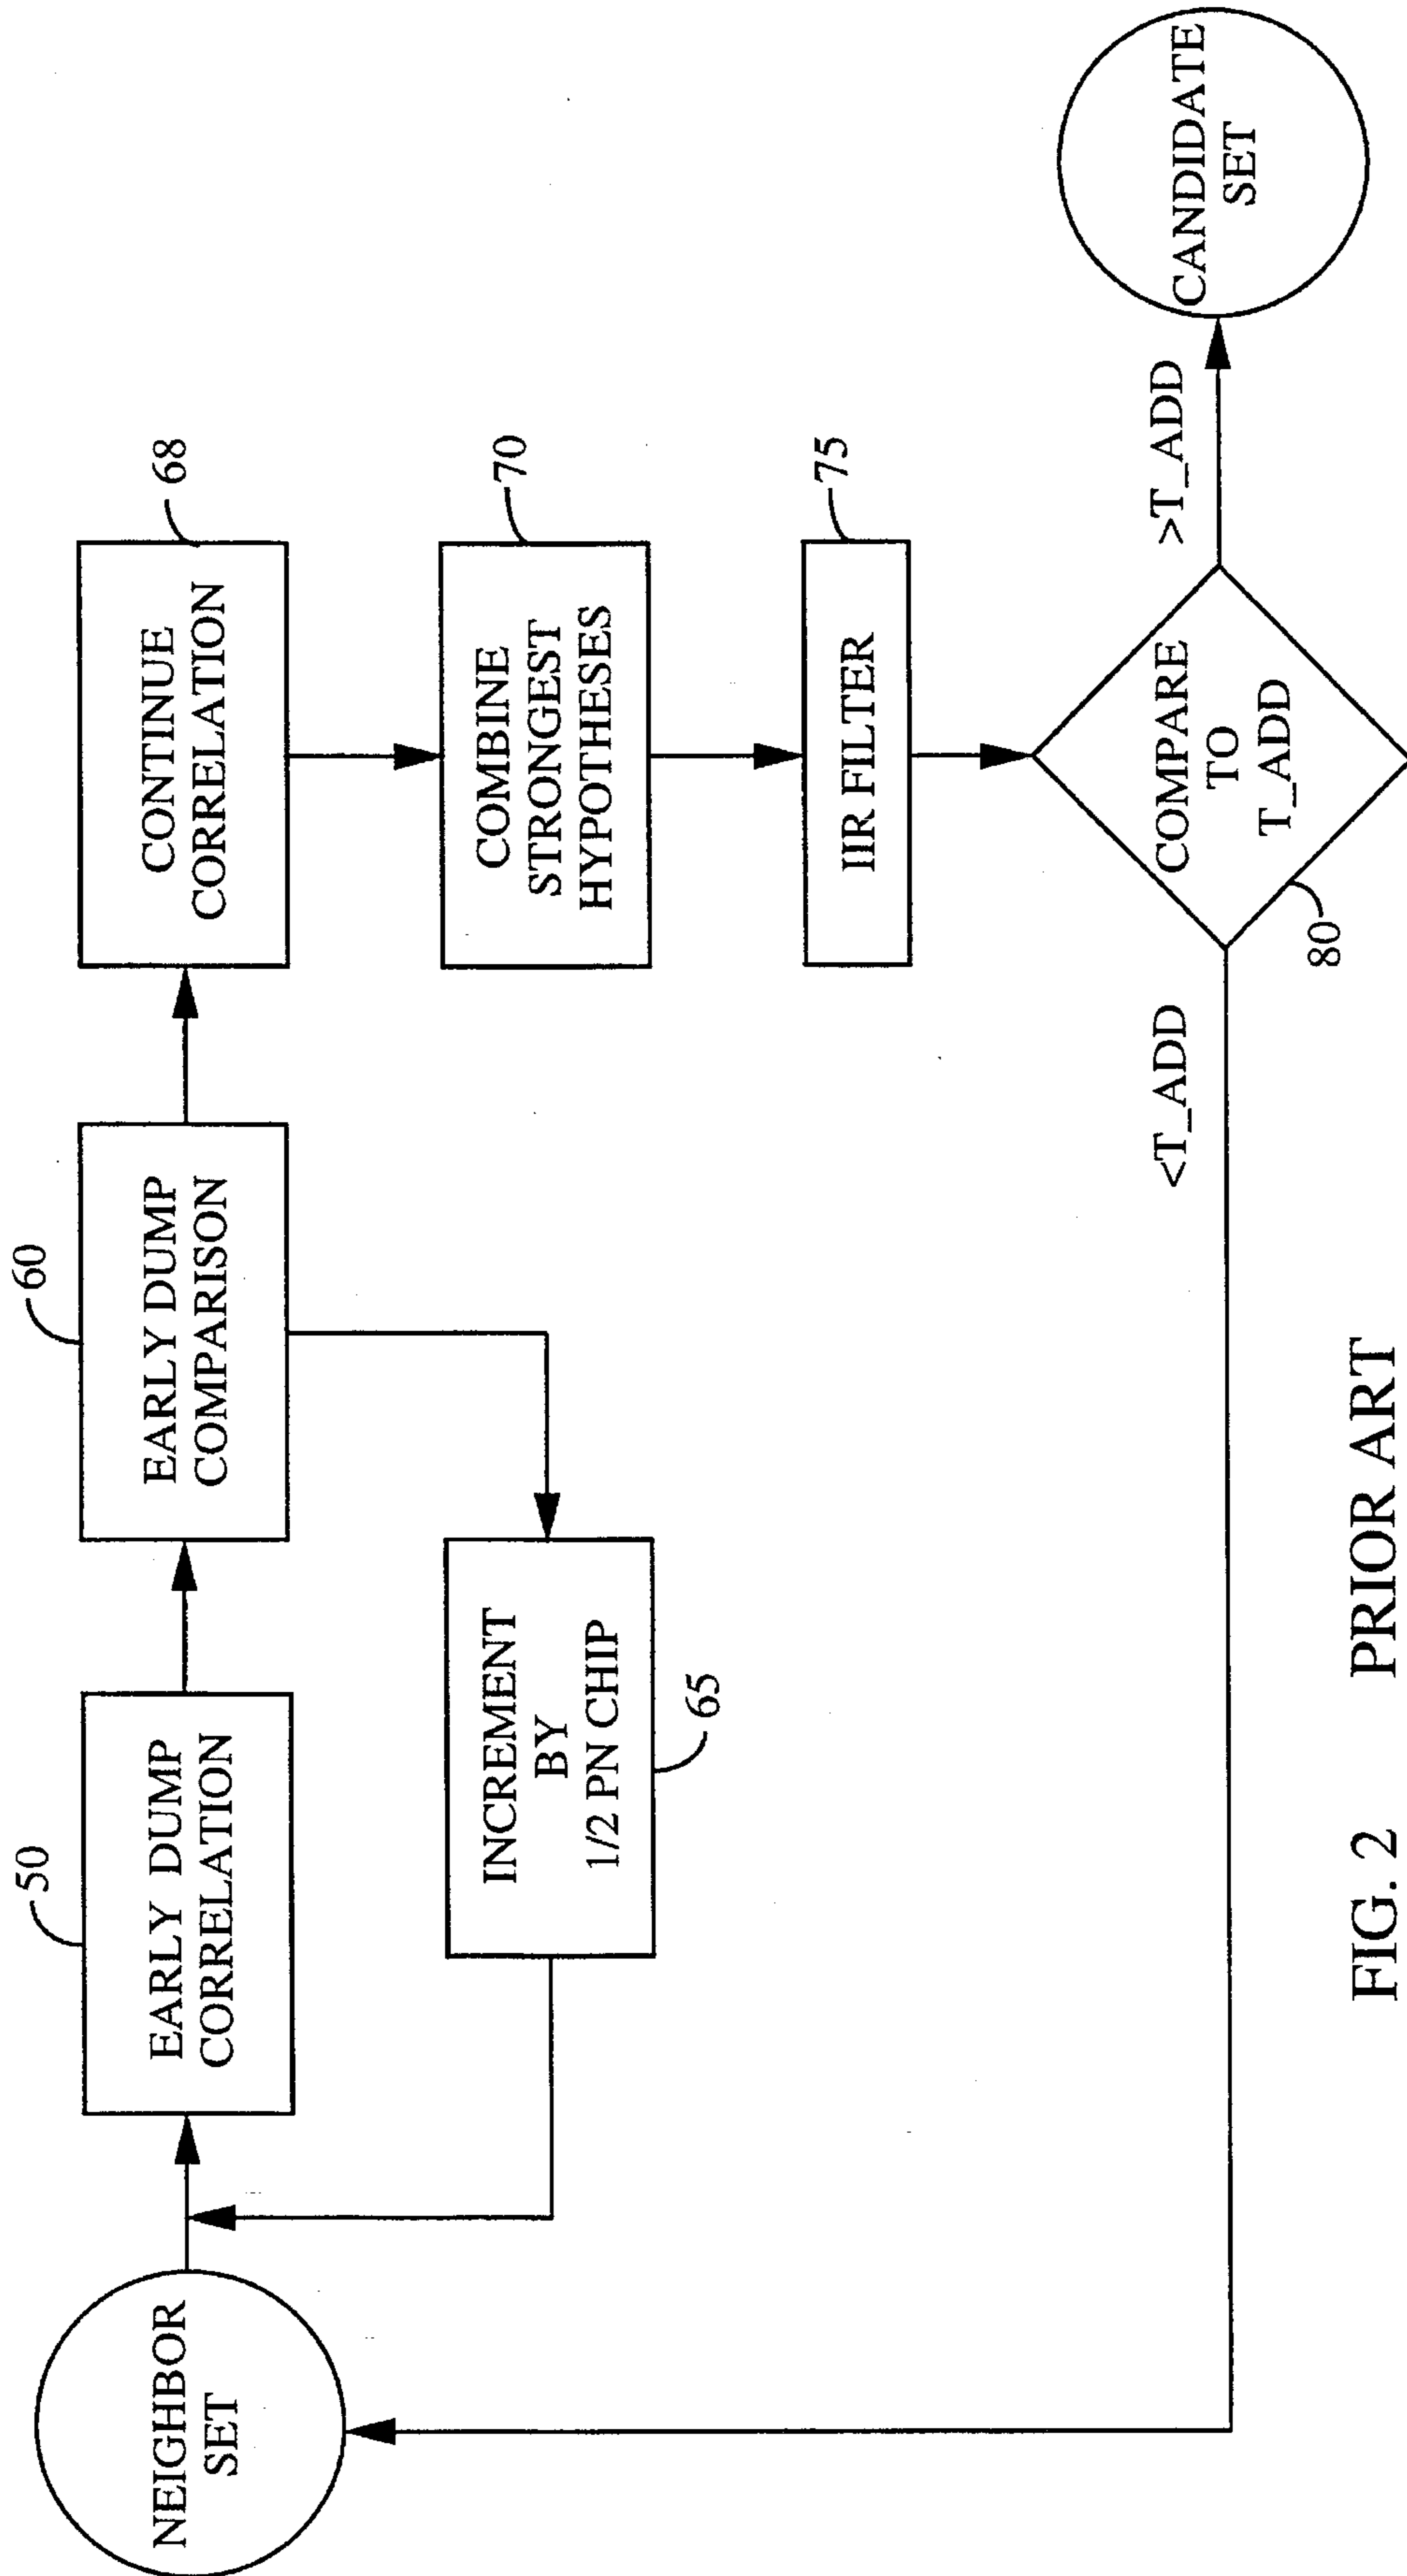 NEIGHBOR
SET
50
EARLY DUMP
CORRELATION
60
EARLY DUMP
COMPARISON
INCREMENT
BY
1/2 PN CHIP
65
68
CONTINUE
CORRELATION
70
COMBINE
STRONGEST
HYPOTHESES
75
IIR FILTER
COMPARE
TO
T_ADD
80
<T_ADD
>T_ADD
CANDIDATE
SET
FIG. 2 PRIOR ART